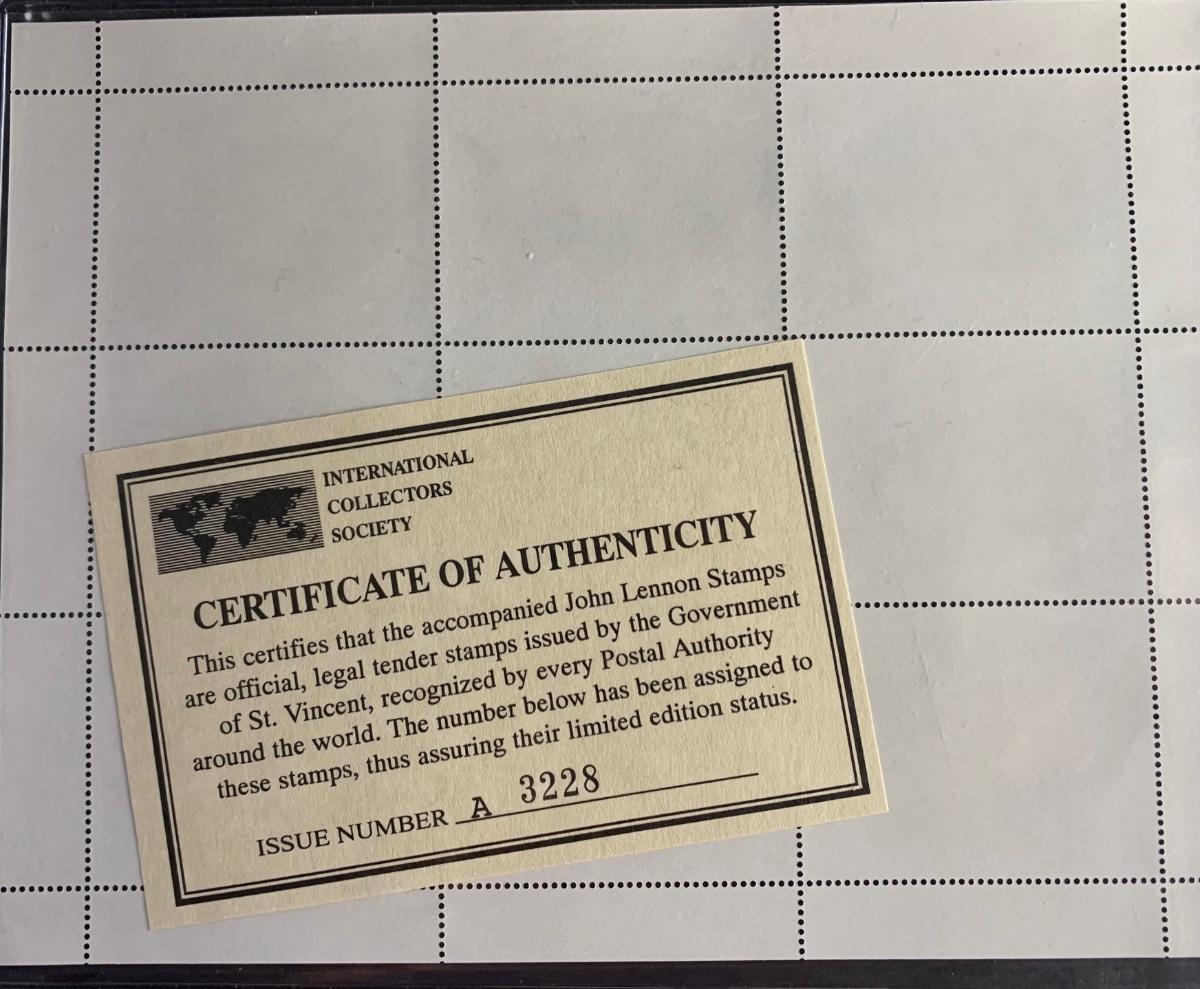 INTERNATIONAL
COLLECTORS
SOCIETY
CERTIFICATE OF AUTHENTICITY
This certifies that the accompanied John Lennon Stamps
are official, legal tender stamps issued by the Government
of St. Vincent, recognized by every Postal Authority
around the world. The number below has been assigned to
these stamps, thus assuring their limited edition status.
ISSUE NUMBER A 3228